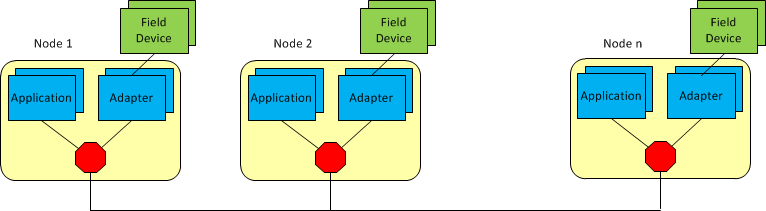 Field
Device
Field
Device
Field
Device
Node 1
Node 2
Node n
Application
Adapter
Application
Adapter
Application
Adapter